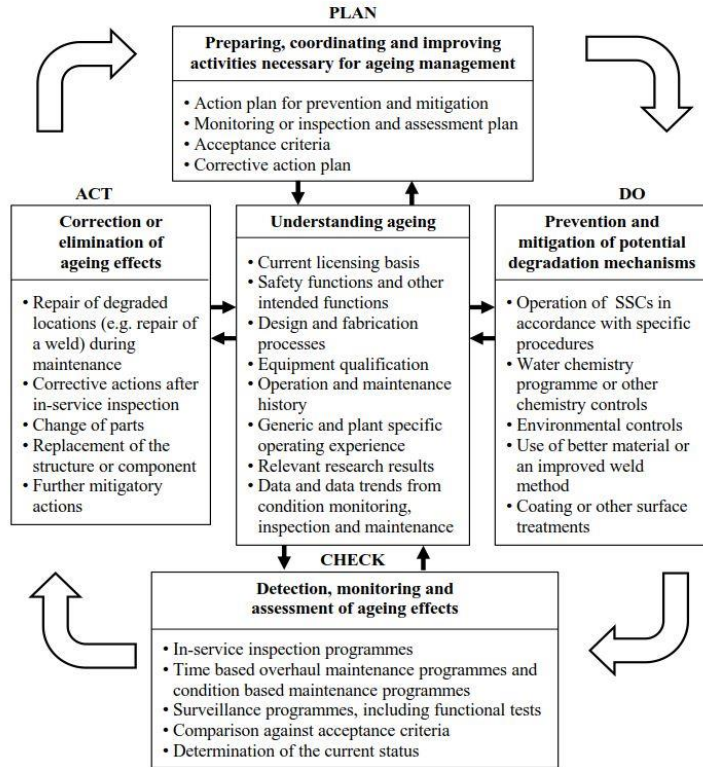 PLAN
Preparing, coordinating and improving
activities necessary for ageing management
• Action plan for prevention and mitigation
• Monitoring or inspection and assessment plan
• Acceptance criteria
• Corrective action plan
ACT
Correction or
elimination of
ageing effects
• Repair of degraded
locations (e.g. repair of
a weld) during
maintenance
• Corrective actions after
in-service inspection
• Change of parts
• Replacement of the
structure or component
• Further mitigatory
actions
Understanding ageing
• Current licensing basis
• Safety functions and other
intended functions
• Design and fabrication
processes
• Equipment qualification
• Operation and maintenance
history
• Generic and plant specific
operating experience
• Relevant research results
• Data and data trends from
condition monitoring,
inspection and maintenance
DO
Prevention and
mitigation of potential
degradation mechanisms
• Operation of SSCs in
accordance with specific
procedures
• Water chemistry
programme or other
chemistry controls
• Environmental controls
• Use of better material or
an improved weld
method
• Coating or other surface
treatments
CHECK
Detection, monitoring and
assessment of ageing effects
• In-service inspection programmes
• Time based overhaul maintenance programmes and
condition based maintenance programmes
• Surveillance programmes, including functional tests
• Comparison against acceptance criteria
• Determination of the current status